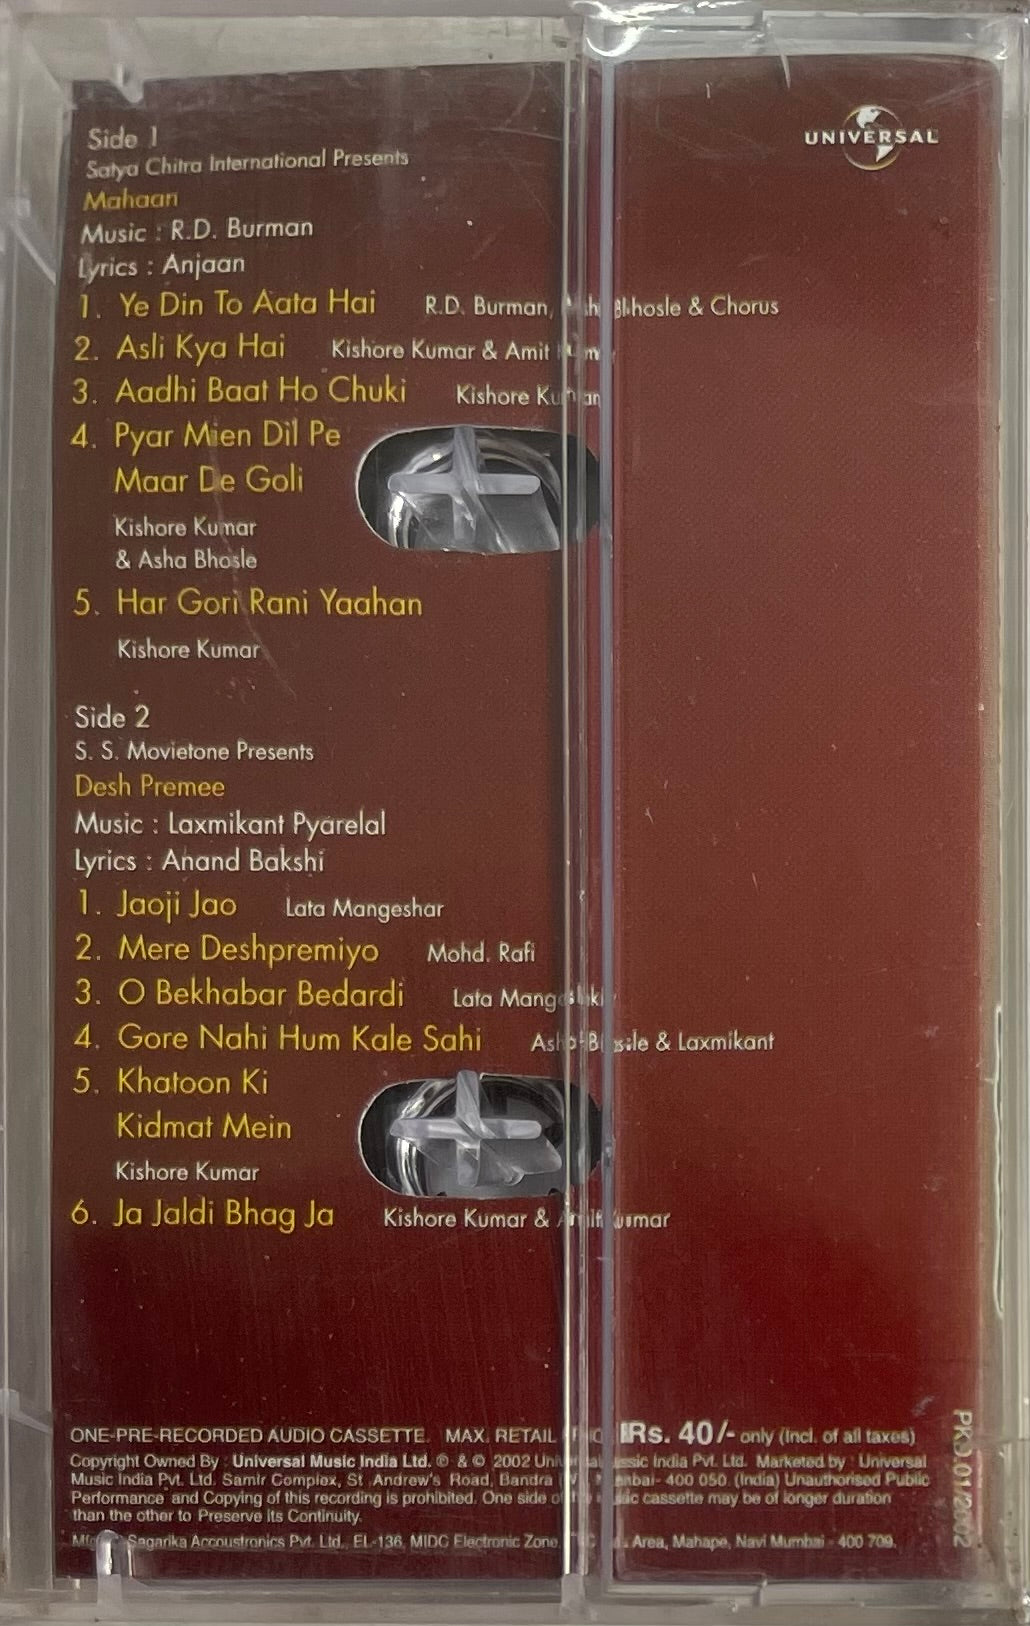 UNIVERSAL
Side 1
Satya Chitra International Presents
Mahaan
Music : R.D. Burman
Lyrics : Anjaan
1. Ye Din To Aata Hai R.D. Burman, Bhosle & Chorus
2. Asli Kya Hai Kishore Kumar & Amit
3. Aadhi Baat Ho Chuki Kishore Kumar
4. Pyar Mien Dil Pe
Maar De Goli
Kishore Kumar
& Asha Bhosle
5. Har Gori Rani Yaahan
Kishore Kumar
Side 2
S. S. Movietone Presents
Desh Premee
Music : Laxmikant Pyarelal
Lyrics : Anand Bakshi
1. Jaoji Jao Lata Mangeshar
2. Mere Deshpremiyo Mohd. Rafi
3. O Bekhabar Bedardi Lata
4. Gore Nahi Hum Kale Sahi Asha Bhosle & Laxmikant
5. Khatoon Ki
Kidmat Mein
Kishore Kumar
6. Ja Jaldi Bhag Ja Kishore Kumar & Amit Kumar
ONE-PRE-RECORDED AUDIO CASSETTE. MAX. RETAIL Rs. 40/- only (Incl. of all taxes)
Copyright Owned By : Universal Music India Ltd. ℗ & © 2002 Universal Music India Pvt. Ltd. Marketed by : Universal
Music India Pvt. Ltd. Samir Complex, St. Andrew's Road, Bandra Mumbai- 400 050. (India) Unauthorised Public
Performance and Copying of this recording is prohibited. One side of the music cassette may be of longer duration
than the other to Preserve Its Continuity.
Sagarika Accoustronics Pvt. Ltd., EL-136, MIDC Electronic Zone, Area, Mahape, Navi Mumbai - 400 709.
PKD.01/2002